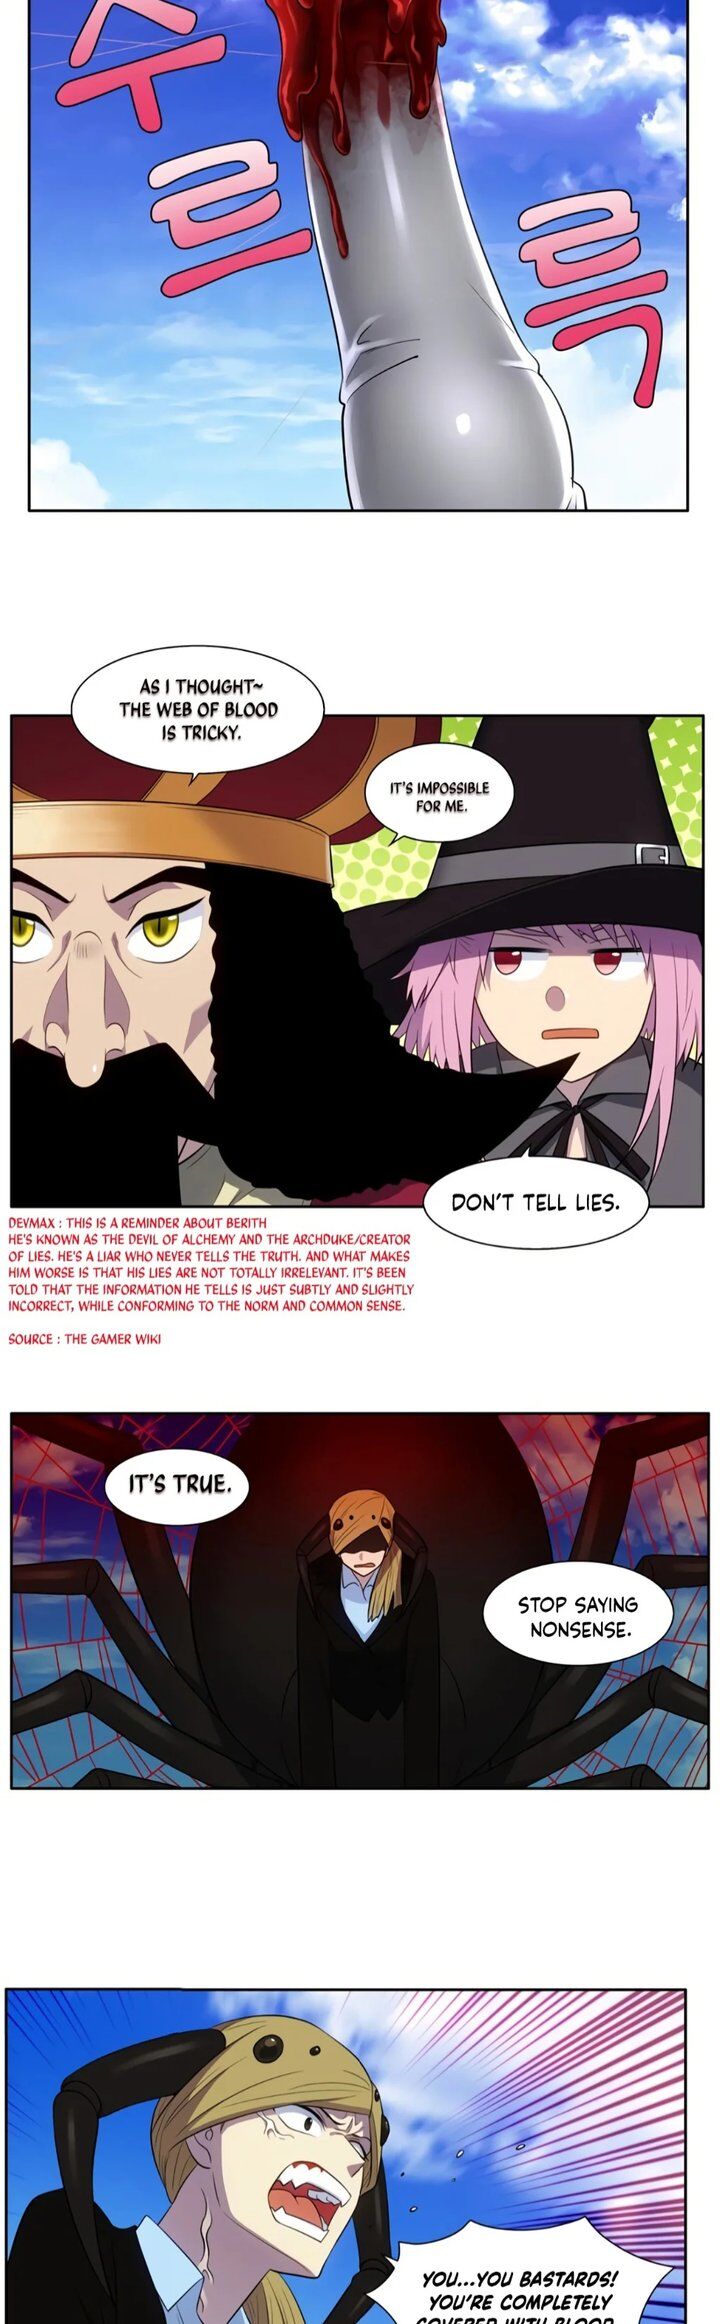 수르륵
AS I THOUGHT~
THE WEB OF BLOOD
IS TRICKY.
IT'S IMPOSSIBLE
FOR ME.
DON'T TELL LIES.
DEVMAX : THIS IS A REMINDER ABOUT BERITH
HE'S KNOWN AS THE DEVIL OF ALCHEMY AND THE ARCHDUKE/CREATOR
OF LIES. HE'S A LIAR WHO NEVER TELLS THE TRUTH. AND WHAT MAKES
HIM WORSE IS THAT HIS LIES ARE NOT TOTALLY IRRELEVANT. IT'S BEEN
TOLD THAT THE INFORMATION HE TELLS IS JUST SUBTLY AND SLIGHTLY
INCORRECT, WHILE CONFORMING TO THE NORM AND COMMON SENSE.
SOURCE : THE GAMER WIKI
IT'S TRUE.
STOP SAYING
NONSENSE.
YOU...YOU BASTARDS!
YOU'RE COMPLETELY
COVERED WITH BLOOD